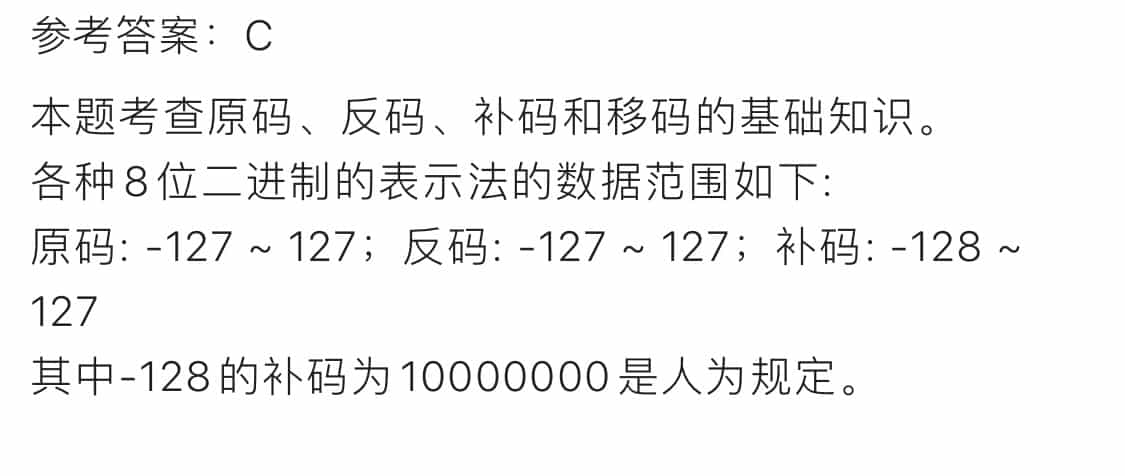 参考答案：C
本题考查原码、反码、补码和移码的基础知识。
各种8位二进制的表示法的数据范围如下:
原码: -127 ~ 127；反码: -127 ~ 127；补码: -128 ~
127
其中-128的补码为10000000是人为规定。